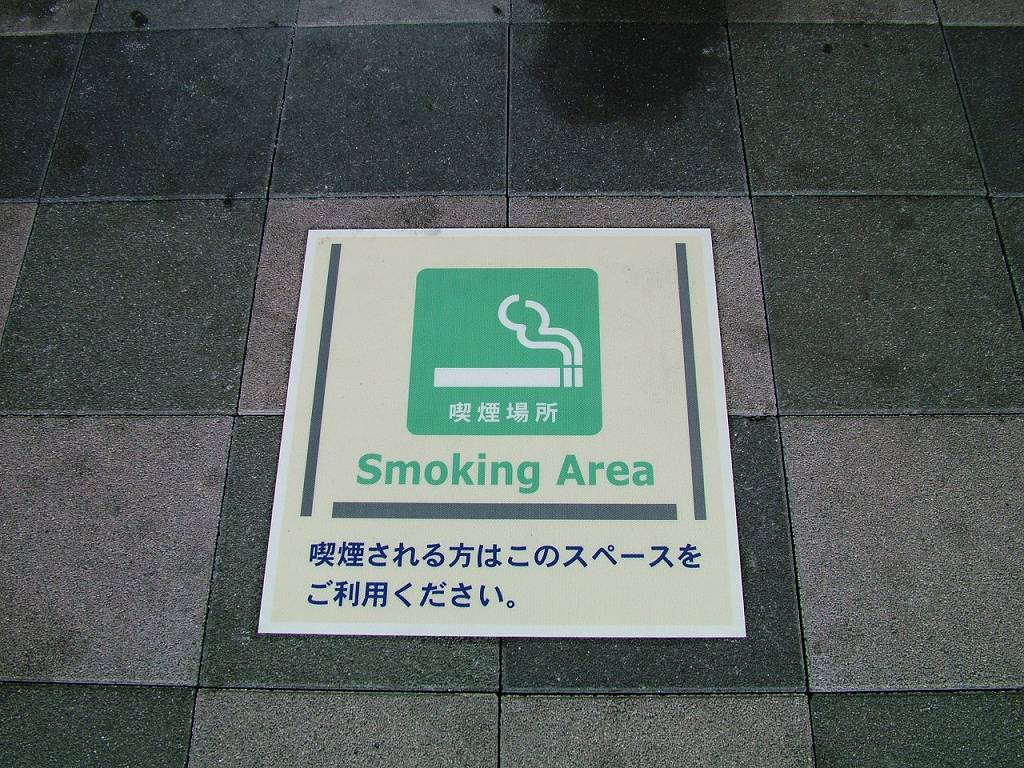 喫煙場所
Smoking Area
喫煙される方はこのスペースを
ご利用ください。